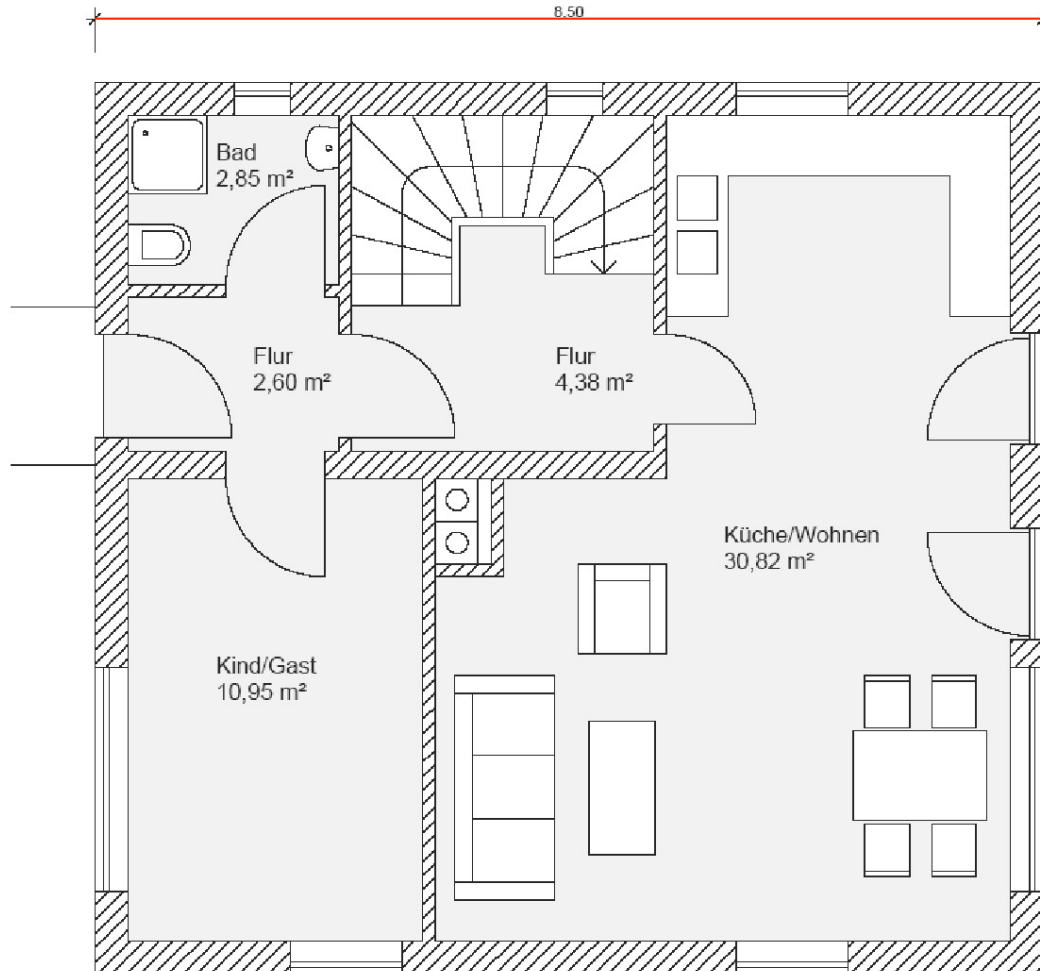 8.50
Bad
2,85 m²
Flur
2,60 m²
Flur
4,38 m²
Küche/Wohnen
30,82 m²
Kind/Gast
10,95 m²